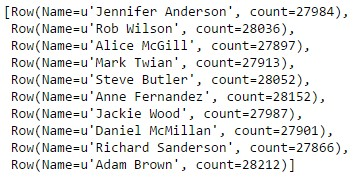 [Row(Name=u'Jennifer Anderson', count=27984),
Row(Name=u'Rob Wilson', count=28036),
Row(Name=u'Alice McGill', count=27897),
Row(Name=u'Mark Twian', count=27913),
Row(Name=u'Steve Butler', count=28052),
Row(Name=u'Anne Fernandez', count=28152),
Row(Name=u'Jackie Wood', count=27987),
Row(Name=u'Daniel McMillan', count=27901),
Row(Name=u'Richard Sanderson', count=27866),
Row(Name=u'Adam Brown', count=28212)]